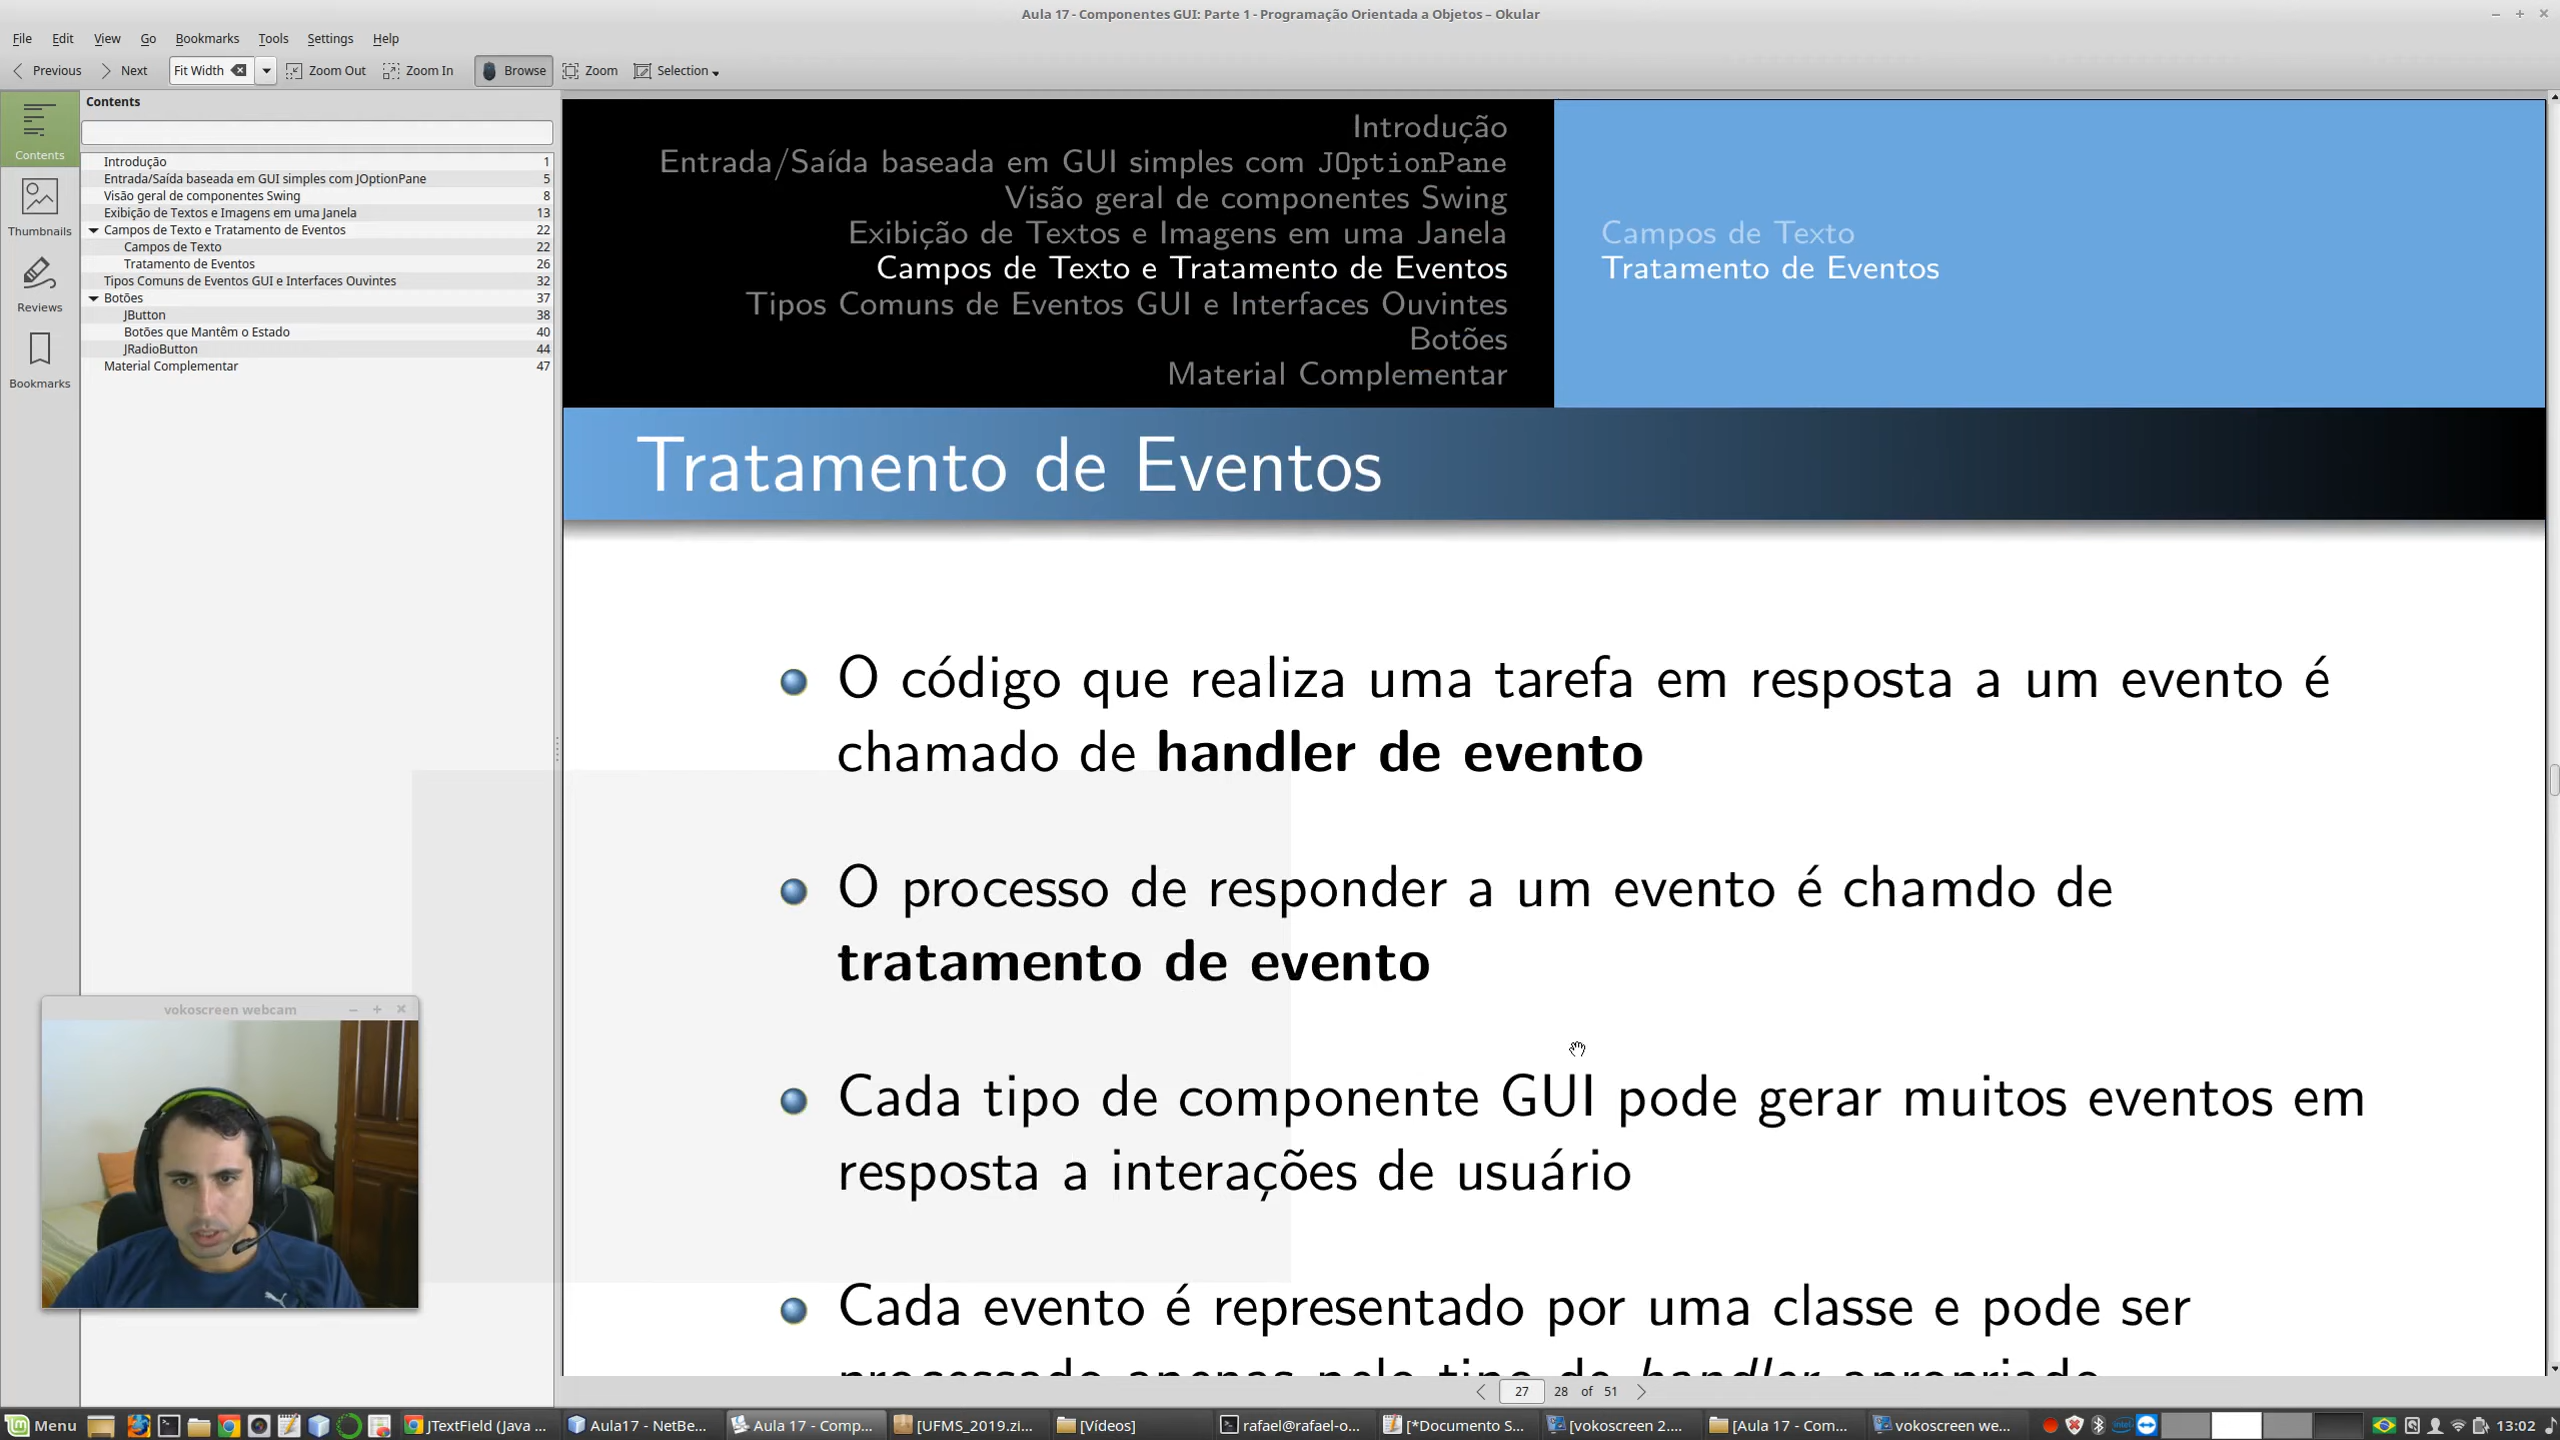 Aula 17 - Componentes GUI: Parte 1 - Programação Orientada a Objetos – Okular
File Edit View Go Bookmarks Tools Settings Help
Previous Next Fit Width Zoom Out Zoom In Browse Zoom Selection
Contents
Contents
Thumbnails
Reviews
Bookmarks
Introdução 1
Entrada/Saída baseada em GUI simples com JOptionPane 5
Visão geral de componentes Swing 8
Exibição de Textos e Imagens em uma Janela 13
Campos de Texto e Tratamento de Eventos 22
Campos de Texto 22
Tratamento de Eventos 26
Tipos Comuns de Eventos GUI e Interfaces Ouvintes 32
Botões 37
JButton 38
Botões que Mantêm o Estado 40
JRadioButton 44
Material Complementar 47
Introdução
Entrada/Saída baseada em GUI simples com JOptionPane
Visão geral de componentes Swing
Exibição de Textos e Imagens em uma Janela
Campos de Texto e Tratamento de Eventos
Tipos Comuns de Eventos GUI e Interfaces Ouvintes
Botões
Material Complementar
Campos de Texto
Tratamento de Eventos
Tratamento de Eventos
O código que realiza uma tarefa em resposta a um evento é
chamado de handler de evento
O processo de responder a um evento é chamdo de
tratamento de evento
Cada tipo de componente GUI pode gerar muitos eventos em
resposta a interações de usuário
Cada evento é representado por uma classe e pode ser
processado apenas pelo tipo de handler apropriado
vokoscreen webcam
27 28 of 51
Menu JTextField (Java ... Aula17 - NetBe... Aula 17 - Comp... [UFMS_2019.zi... [Vídeos] rafael@rafael-o... [*Documento S... [vokoscreen 2.... [Aula 17 - Com... vokoscreen we... 13:02